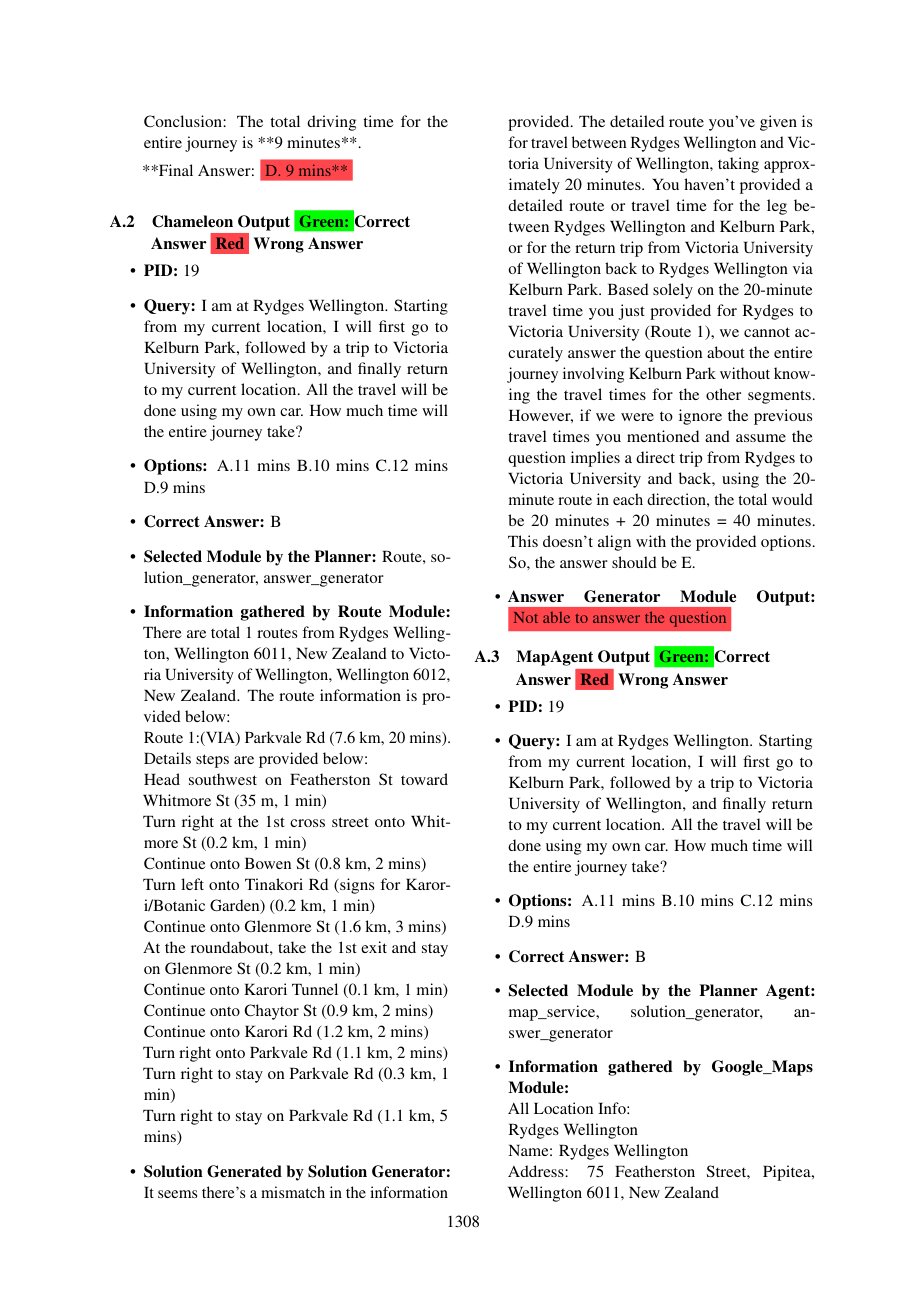 Conclusion: The total driving time for the
entire journey is **9 minutes**.
**Final Answer: D. 9 mins**
A.2 Chameleon Output Green: Correct
Answer Red Wrong Answer
• PID: 19
• Query: I am at Rydges Wellington. Starting
from my current location, I will first go to
Kelburn Park, followed by a trip to Victoria
University of Wellington, and finally return
to my current location. All the travel will be
done using my own car. How much time will
the entire journey take?
• Options: A.11 mins B.10 mins C.12 mins
D.9 mins
• Correct Answer: B
• Selected Module by the Planner: Route, so-
lution_generator, answer_generator
• Information gathered by Route Module:
There are total 1 routes from Rydges Welling-
ton, Wellington 6011, New Zealand to Victo-
ria University of Wellington, Wellington 6012,
New Zealand. The route information is pro-
vided below:
Route 1:(VIA) Parkvale Rd (7.6 km, 20 mins).
Details steps are provided below:
Head southwest on Featherston St toward
Whitmore St (35 m, 1 min)
Turn right at the 1st cross street onto Whit-
more St (0.2 km, 1 min)
Continue onto Bowen St (0.8 km, 2 mins)
Turn left onto Tinakori Rd (signs for Karor-
i/Botanic Garden) (0.2 km, 1 min)
Continue onto Glenmore St (1.6 km, 3 mins)
At the roundabout, take the 1st exit and stay
on Glenmore St (0.2 km, 1 min)
Continue onto Karori Tunnel (0.1 km, 1 min)
Continue onto Chaytor St (0.9 km, 2 mins)
Continue onto Karori Rd (1.2 km, 2 mins)
Turn right onto Parkvale Rd (1.1 km, 2 mins)
Turn right to stay on Parkvale Rd (0.3 km, 1
min)
Turn right to stay on Parkvale Rd (1.1 km, 5
mins)
• Solution Generated by Solution Generator:
It seems there's a mismatch in the information
provided. The detailed route you've given is
for travel between Rydges Wellington and Vic-
toria University of Wellington, taking approx-
imately 20 minutes. You haven't provided a
detailed route or travel time for the leg be-
tween Rydges Wellington and Kelburn Park,
or for the return trip from Victoria University
of Wellington back to Rydges Wellington via
Kelburn Park. Based solely on the 20-minute
travel time you just provided for Rydges to
Victoria University (Route 1), we cannot ac-
curately answer the question about the entire
journey involving Kelburn Park without know-
ing the travel times for the other segments.
However, if we were to ignore the previous
travel times you mentioned and assume the
question implies a direct trip from Rydges to
Victoria University and back, using the 20-
minute route in each direction, the total would
be 20 minutes + 20 minutes = 40 minutes.
This doesn't align with the provided options.
So, the answer should be E.
• Answer Generator Module Output:
Not able to answer the question
A.3 MapAgent Output Green: Correct
Answer Red Wrong Answer
• PID: 19
• Query: I am at Rydges Wellington. Starting
from my current location, I will first go to
Kelburn Park, followed by a trip to Victoria
University of Wellington, and finally return
to my current location. All the travel will be
done using my own car. How much time will
the entire journey take?
• Options: A.11 mins B.10 mins C.12 mins
D.9 mins
• Correct Answer: B
• Selected Module by the Planner Agent:
map_service, solution_generator, an-
swer_generator
• Information gathered by Google_Maps
Module:
All Location Info:
Rydges Wellington
Name: Rydges Wellington
Address: 75 Featherston Street, Pipitea,
Wellington 6011, New Zealand
1308